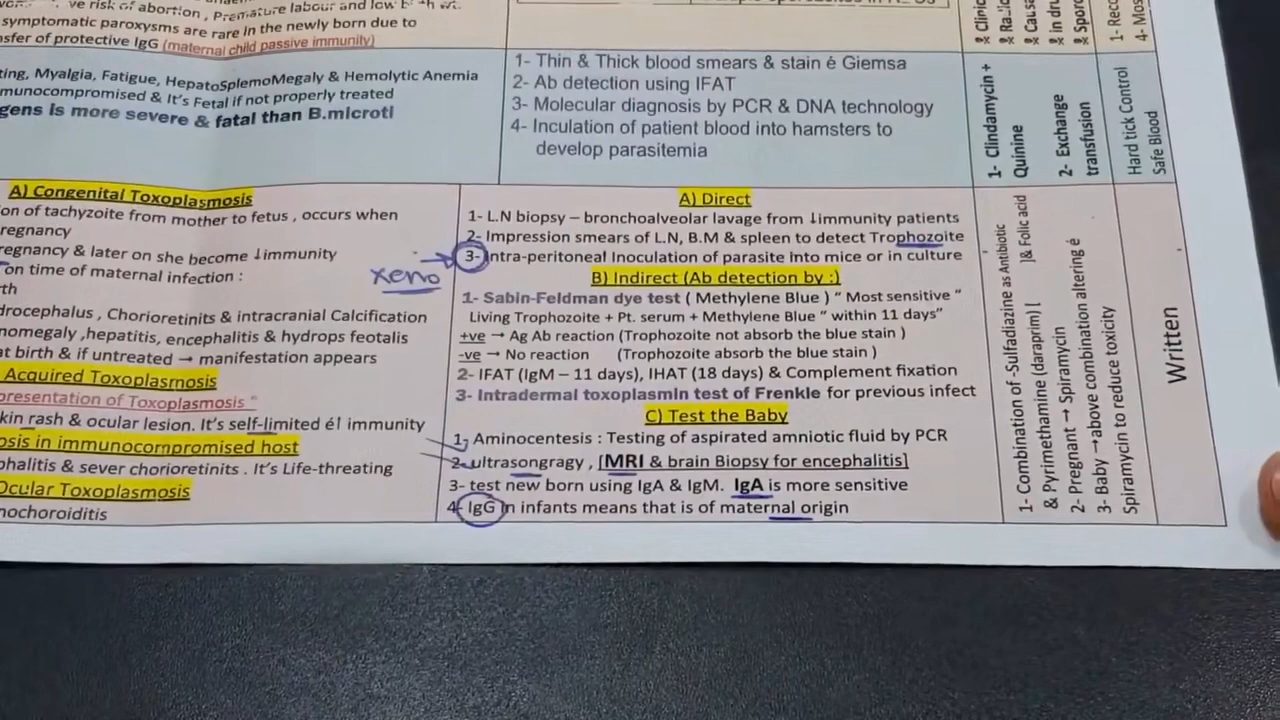 ve risk of abortion , Premature labour and low
symptomatic paroxysms are rare in the newly born due to
nsfer of protective IgG (maternal child passive immunity)
ting, Myalgia, Fatigue, HepatoSplemoMegaly & Hemolytic Anemia
munocompromised & It's Fetal if not properly treated
gens is more severe & fatal than B.microti
1- Thin & Thick blood smears & stain é Giemsa
2- Ab detection using IFAT
3- Molecular diagnosis by PCR & DNA technology
4- Inculation of patient blood into hamsters to
develop parasitemia
1- Clindamycin +
Quinine
2- Exchange
transfusion
Hard tick Control
Safe Blood
A) Congenital Toxoplasmosis
on of tachyzoite from mother to fetus , occurs when
regnancy
regnancy & later on she become ↓immunity
on time of maternal infection :
rth
drocephalus , Chorioretinits & intracranial Calcification
nomegaly ,hepatitis, encephalitis & hydrops feotalis
at birth & if untreated → manifestation appears
Acquired Toxoplasmosis
presentation of Toxoplasmosis "
kin rash & ocular lesion. It's self-limited é↓ immunity
osis in immunocompromised host
phalitis & sever chorioretinits . It's Life-threating
Ocular Toxoplasmosis
nochoroiditis
xeno
A) Direct
1- L.N biopsy – bronchoalveolar lavage from ↓immunity patients
2- Impression smears of L.N, B.M & spleen to detect Trophozoite
3- Intra-peritoneal Inoculation of parasite into mice or in culture
B) Indirect (Ab detection by :)
1- Sabin-Feldman dye test ( Methylene Blue ) " Most sensitive "
Living Trophozoite + Pt. serum + Methylene Blue " within 11 days"
+ve → Ag Ab reaction (Trophozoite not absorb the blue stain )
-ve → No reaction (Trophozoite absorb the blue stain )
2- IFAT (IgM – 11 days), IHAT (18 days) & Complement fixation
3- Intradermal toxoplasmin test of Frenkle for previous infect
C) Test the Baby
1- Aminocentesis : Testing of aspirated amniotic fluid by PCR
2- ultrasongragy , [MRI & brain Biopsy for encephalitis]
3- test new born using IgA & IgM. IgA is more sensitive
4- IgG in infants means that is of maternal origin
1- Combination of -Sulfadiazine as Antibiotic
& Pyrimethamine (daraprim) [ ]& Folic acid
2- Pregnant → Spiramycin
3- Baby →above combination altering é
Spiramycin to reduce toxicity
Written